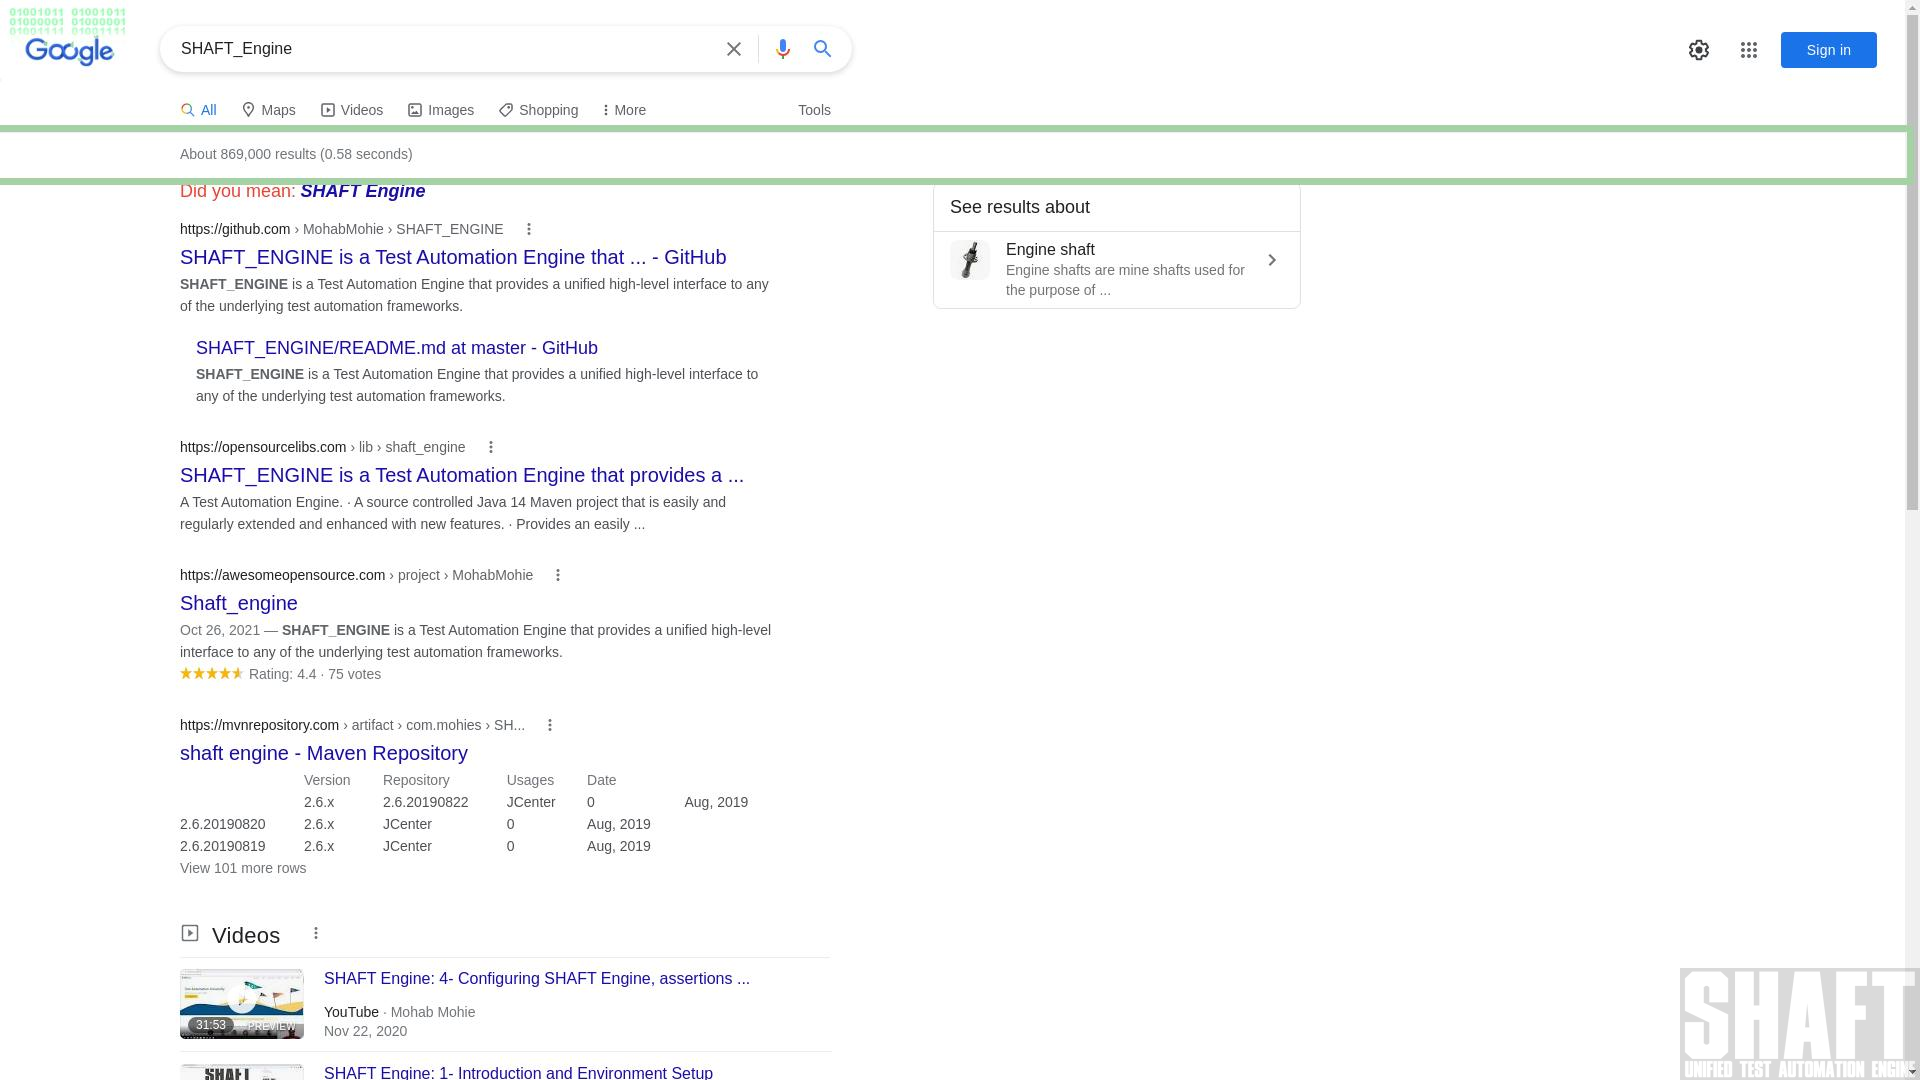 01001011 01001011
01000001 01000001
01001111 01001111
Google
SHAFT_Engine
Sign in
All Maps Videos Images Shopping More Tools
About 869,000 results (0.58 seconds)
Did you mean: SHAFT Engine
See results about
Engine shaft
Engine shafts are mine shafts used for
the purpose of ...
https://github.com › MohabMohie › SHAFT_ENGINE
SHAFT_ENGINE is a Test Automation Engine that ... - GitHub
SHAFT_ENGINE is a Test Automation Engine that provides a unified high-level interface to any
of the underlying test automation frameworks.
SHAFT_ENGINE/README.md at master - GitHub
SHAFT_ENGINE is a Test Automation Engine that provides a unified high-level interface to
any of the underlying test automation frameworks.
https://opensourcelibs.com › lib › shaft_engine
SHAFT_ENGINE is a Test Automation Engine that provides a ...
A Test Automation Engine. · A source controlled Java 14 Maven project that is easily and
regularly extended and enhanced with new features. · Provides an easily ...
https://awesomeopensource.com › project › MohabMohie
Shaft_engine
Oct 26, 2021 — SHAFT_ENGINE is a Test Automation Engine that provides a unified high-level
interface to any of the underlying test automation frameworks.
Rating: 4.4 · 75 votes
https://mvnrepository.com › artifact › com.mohies › SH...
shaft engine - Maven Repository
Version Repository Usages Date
2.6.x 2.6.20190822 JCenter 0 Aug, 2019
2.6.20190820 2.6.x JCenter 0 Aug, 2019
2.6.20190819 2.6.x JCenter 0 Aug, 2019
View 101 more rows
Videos
31:53 PREVIEW
SHAFT Engine: 4- Configuring SHAFT Engine, assertions ...
YouTube · Mohab Mohie
Nov 22, 2020
SHAFT
SHAFT Engine: 1- Introduction and Environment Setup
SHAFT
UNIFIED TEST AUTOMATION ENGINE